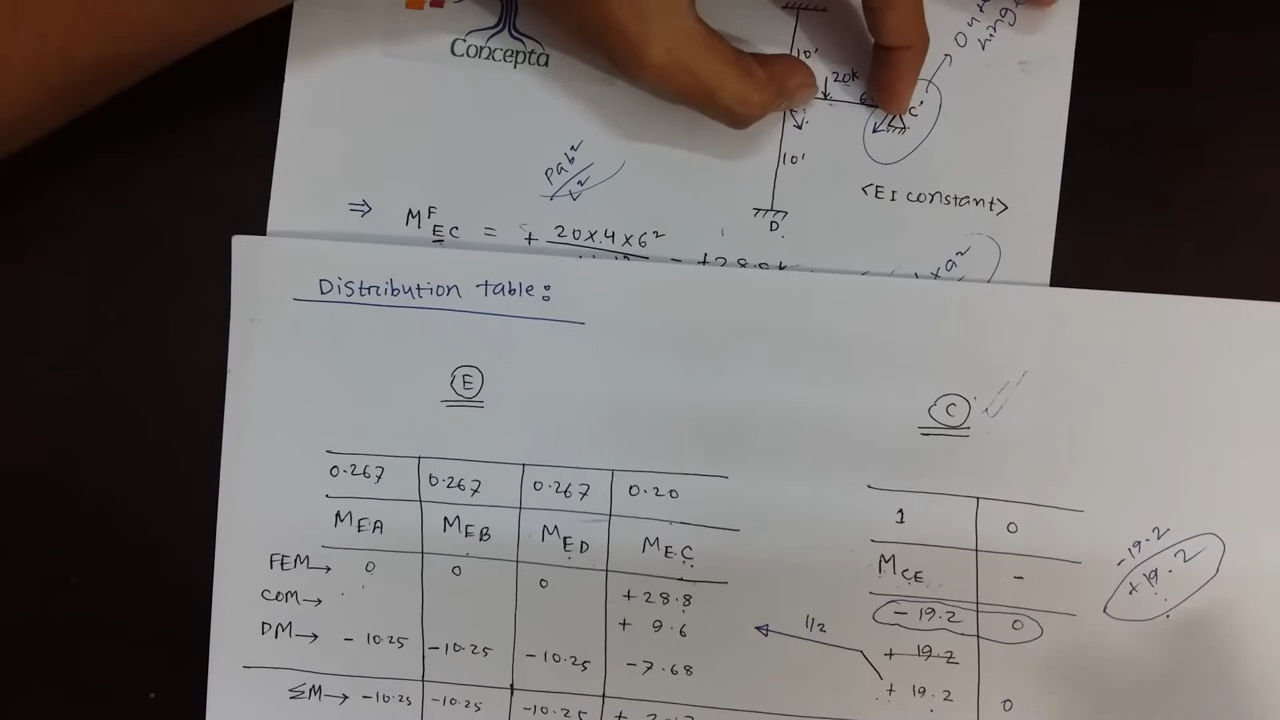 Concepta
10'
20k
C
10'
D
<EI constant>
Pab²
⇒ Mᶠ EC = + 20×4×6²
Distribution table:
E
C
0.267 0.267 0.267 0.20
MEA MEB MED MEC
FEM→ 0 0 0 +28.8
COM→ + 9.6
DM→ -10.25 -10.25 -10.25 -7.68
ΣM→ -10.25 -10.25 -10.25 +
1 0
MCE -
-19.2 0
+ 19.2
+ 19.2 0
1/2
-19.2
+19.2